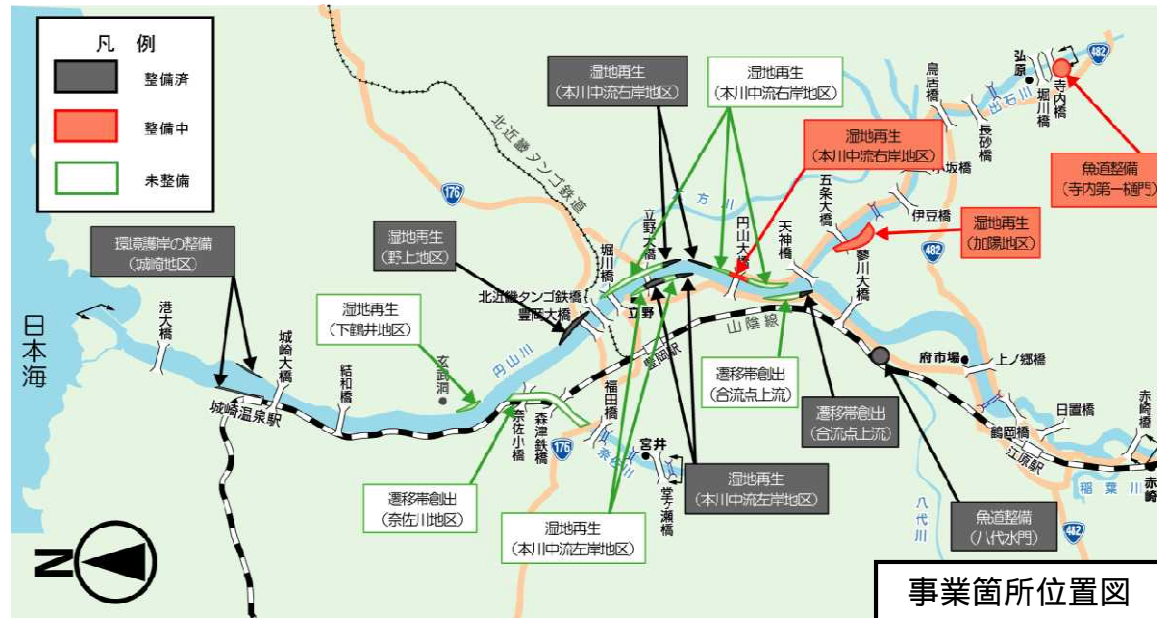 凡 例
整備済
整備中
未整備
湿地再生
(本川中流右岸地区)
湿地再生
(本川中流右岸地区)
湿地再生
(本川中流右岸地区)
弘原
堀川橋
寺内橋
482
鳥居橋
出石川
長砂橋
魚道整備
(寺内第一樋門)
北近畿タンゴ鉄道
176
方川
五条大橋
伊豆橋
湿地再生
(加陽地区)
482
蓼川大橋
環境護岸の整備
(城崎地区)
湿地再生
(野上地区)
堀川橋
立野大橋
円山大橋
天神橋
北近畿タンゴ鉄橋
豊岡大橋
立野
山陰線
豊岡駅
湿地再生
(下鶴井地区)
日本海
港大橋
城崎大橋
結和橋
玄武洞
円山川
城崎温泉駅
奈佐小橋
森津鉄橋
福田橋
176
宮井
奈佐川
堂ヶ瀬橋
遷移帯創出
(合流点上流)
遷移帯創出
(合流点上流)
府市場
上ノ郷橋
日置橋
赤崎橋
鶴岡橋
江原駅
赤崎
稲葉川
八代川
482
遷移帯創出
(奈佐川地区)
湿地再生
(本川中流左岸地区)
湿地再生
(本川中流左岸地区)
魚道整備
(八代水門)
N
事業箇所位置図